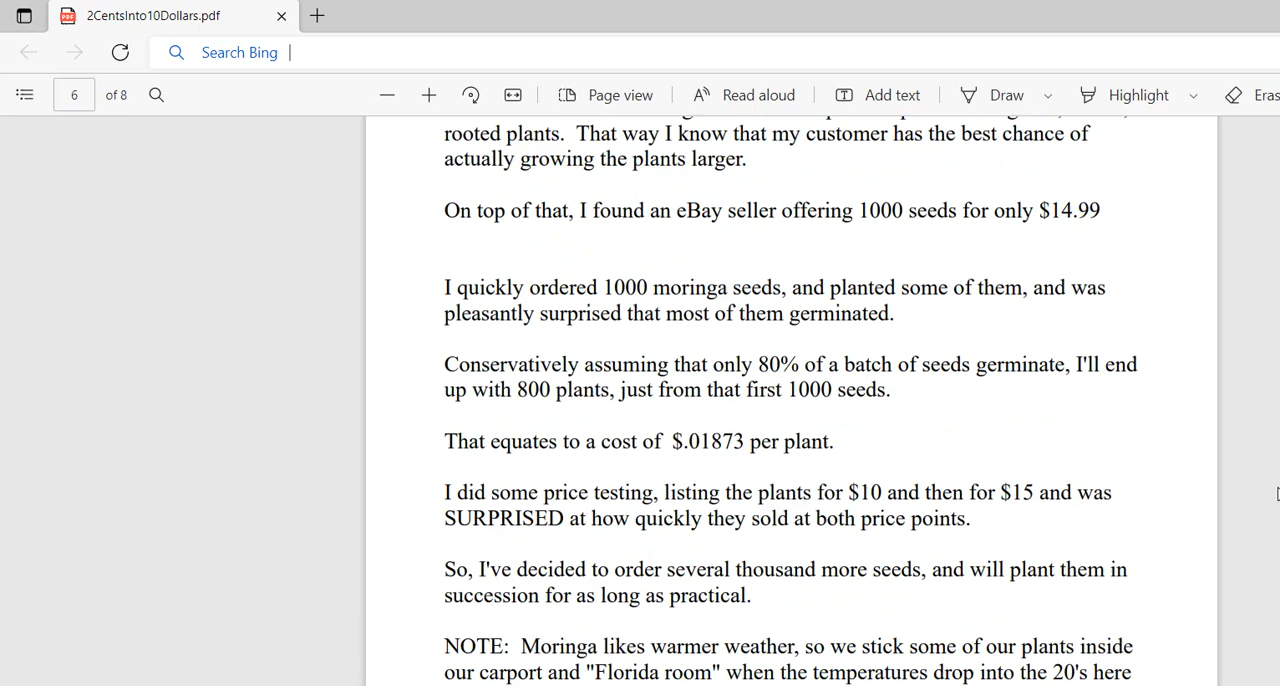 2CentsInto10Dollars.pdf
Search Bing
6 of 8 Page view Read aloud Add text Draw Highlight Eras
rooted plants.  That way I know that my customer has the best chance of
actually growing the plants larger.
On top of that, I found an eBay seller offering 1000 seeds for only $14.99
I quickly ordered 1000 moringa seeds, and planted some of them, and was
pleasantly surprised that most of them germinated.
Conservatively assuming that only 80% of a batch of seeds germinate, I'll end
up with 800 plants, just from that first 1000 seeds.
That equates to a cost of  $.01873 per plant.
I did some price testing, listing the plants for $10 and then for $15 and was
SURPRISED at how quickly they sold at both price points.
So, I've decided to order several thousand more seeds, and will plant them in
succession for as long as practical.
NOTE:  Moringa likes warmer weather, so we stick some of our plants inside
our carport and "Florida room" when the temperatures drop into the 20's here